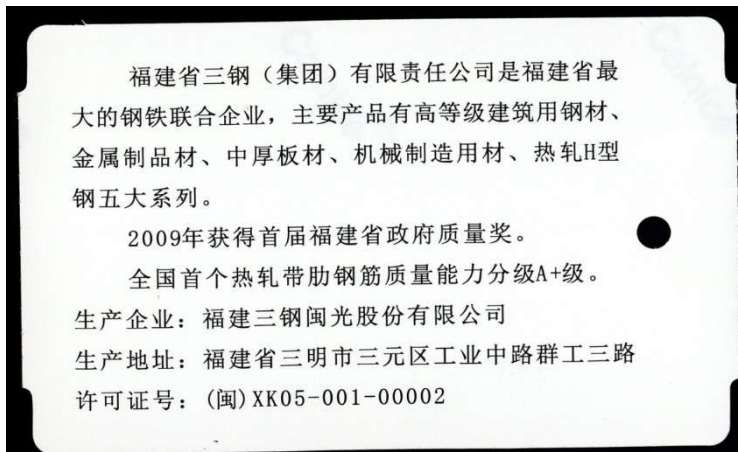 福建省三钢（集团）有限责任公司是福建省最
大的钢铁联合企业，主要产品有高等级建筑用钢材、
金属制品材、中厚板材、机械制造用材、热轧H型
钢五大系列。
2009年获得首届福建省政府质量奖。
全国首个热轧带肋钢筋质量能力分级A+级。
生产企业：福建三钢闽光股份有限公司
生产地址：福建省三明市三元区工业中路群工三路
许可证号：(闽)XK05-001-00002